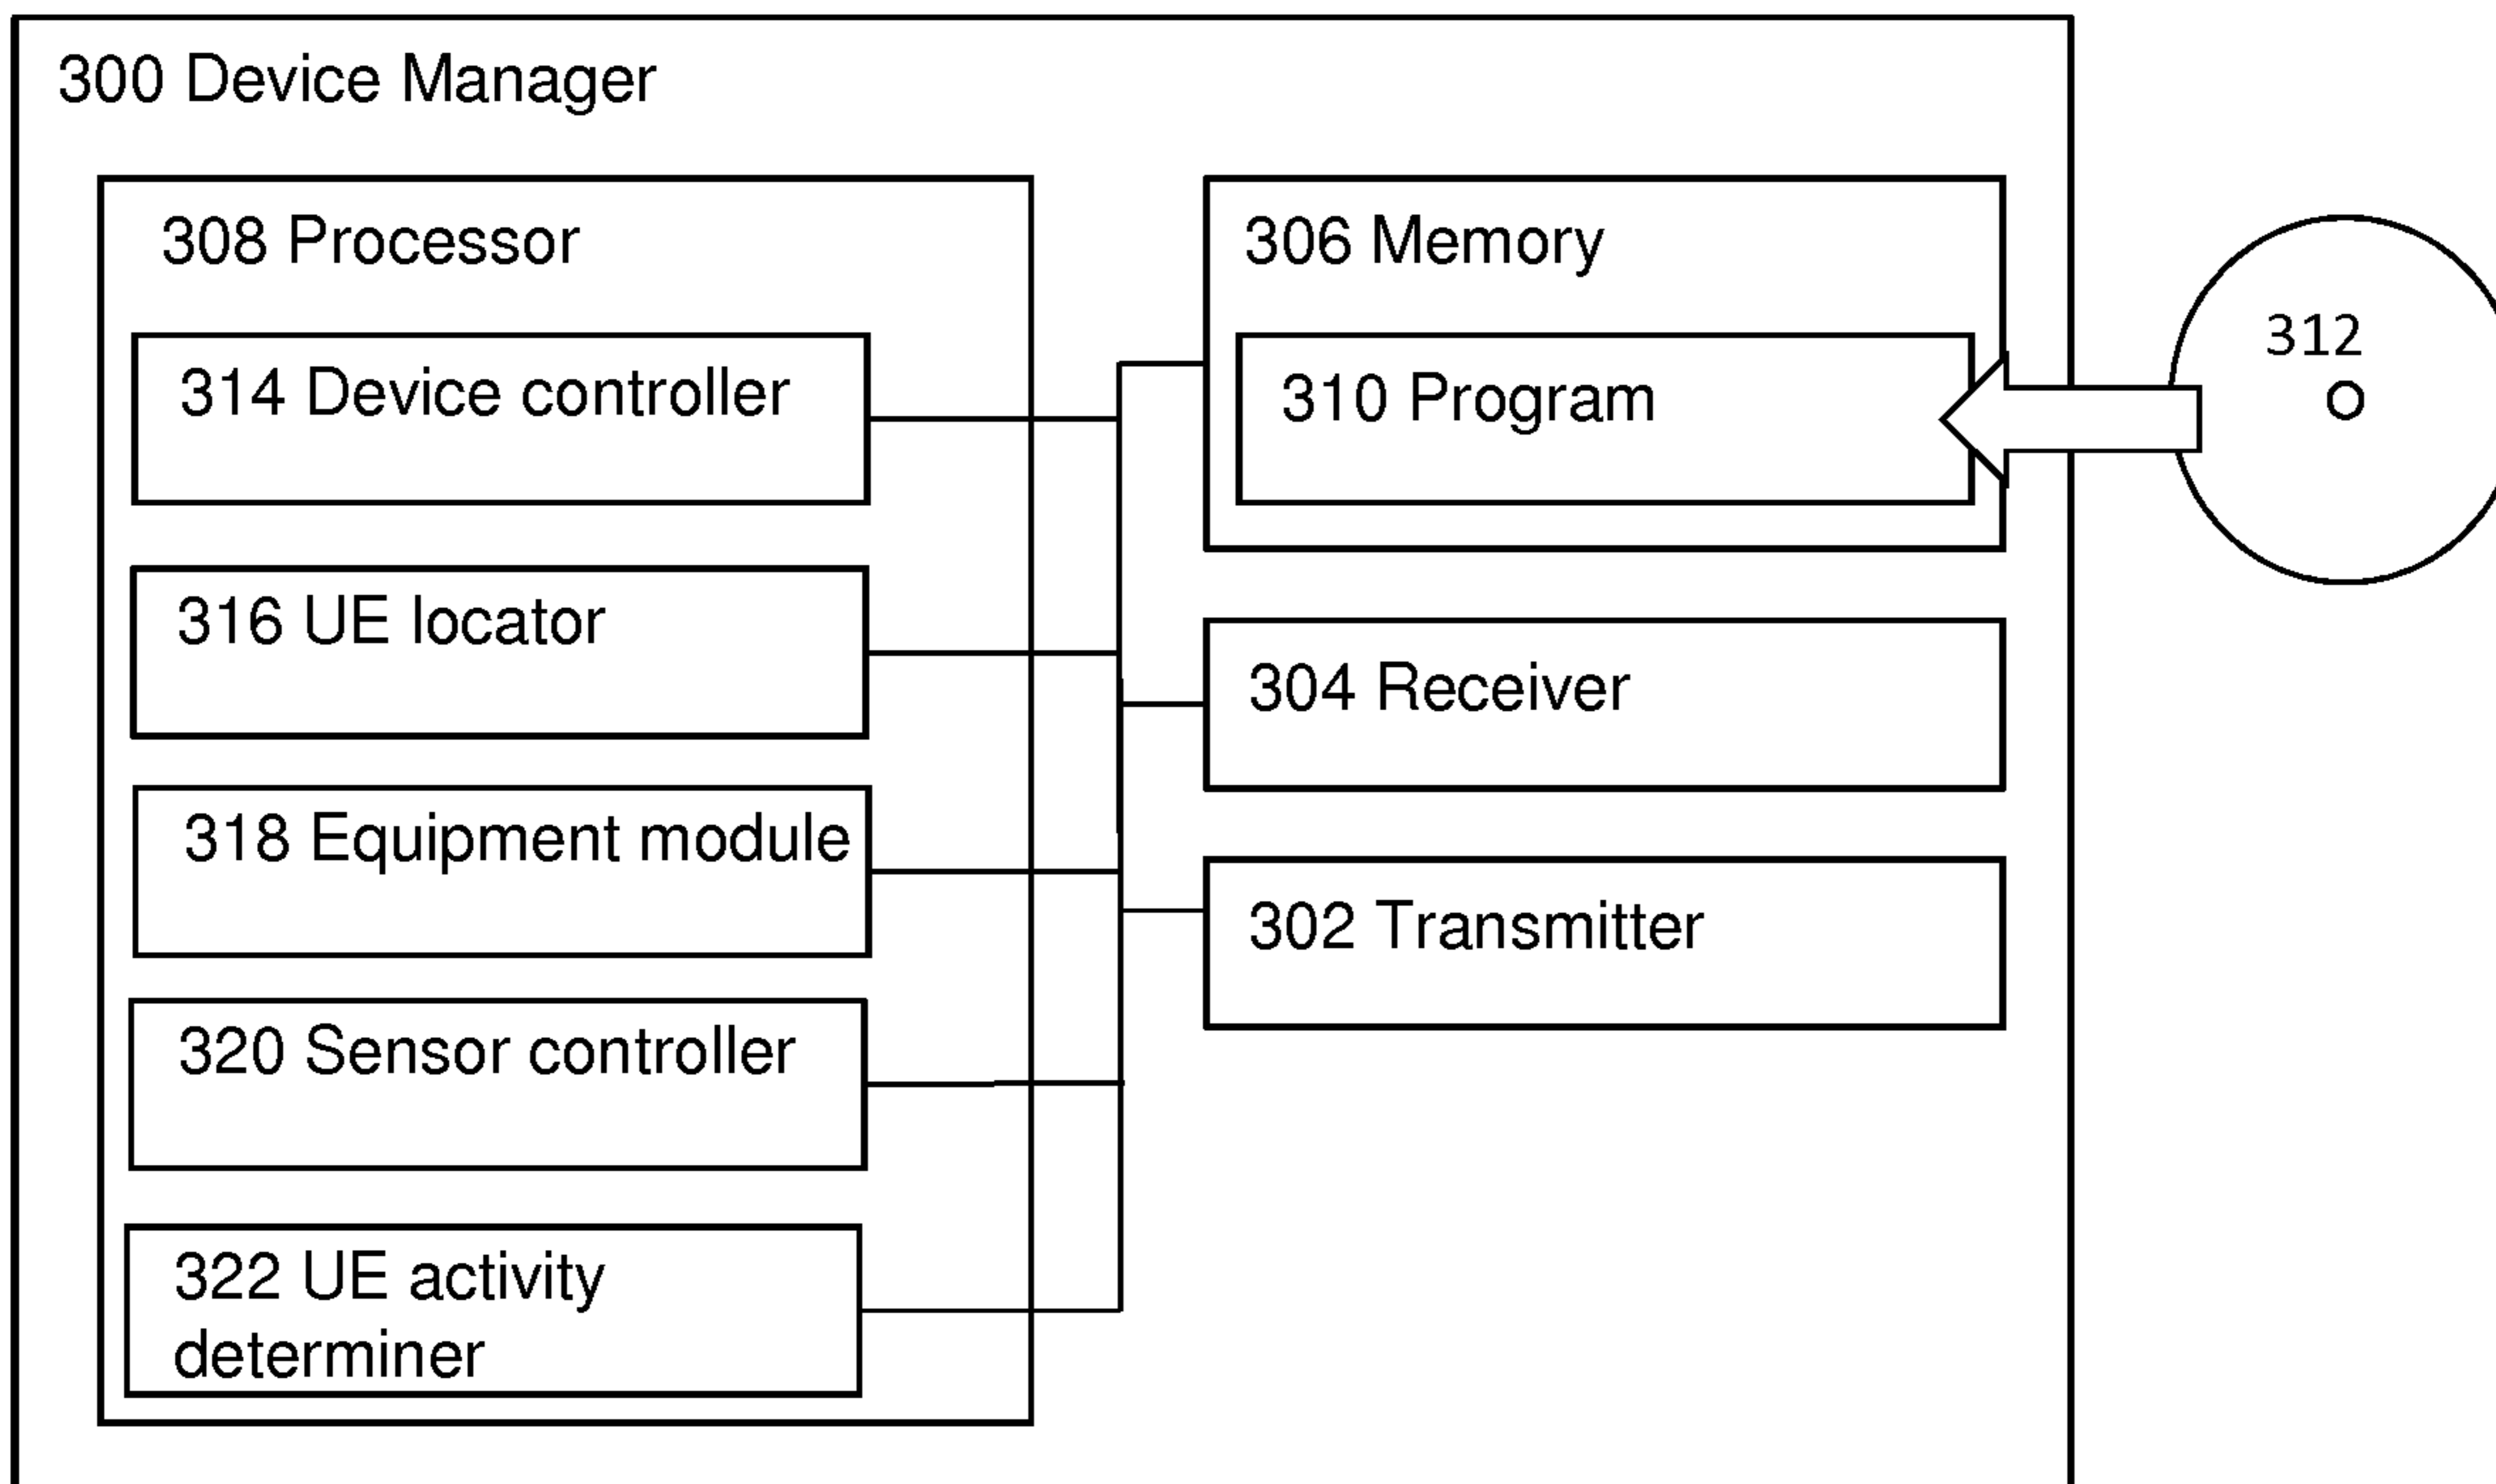 300 Device Manager
308 Processor
314 Device controller
316 UE locator
318 Equipment module
320 Sensor controller
322 UE activity
determiner
306 Memory
310 Program
304 Receiver
302 Transmitter
312